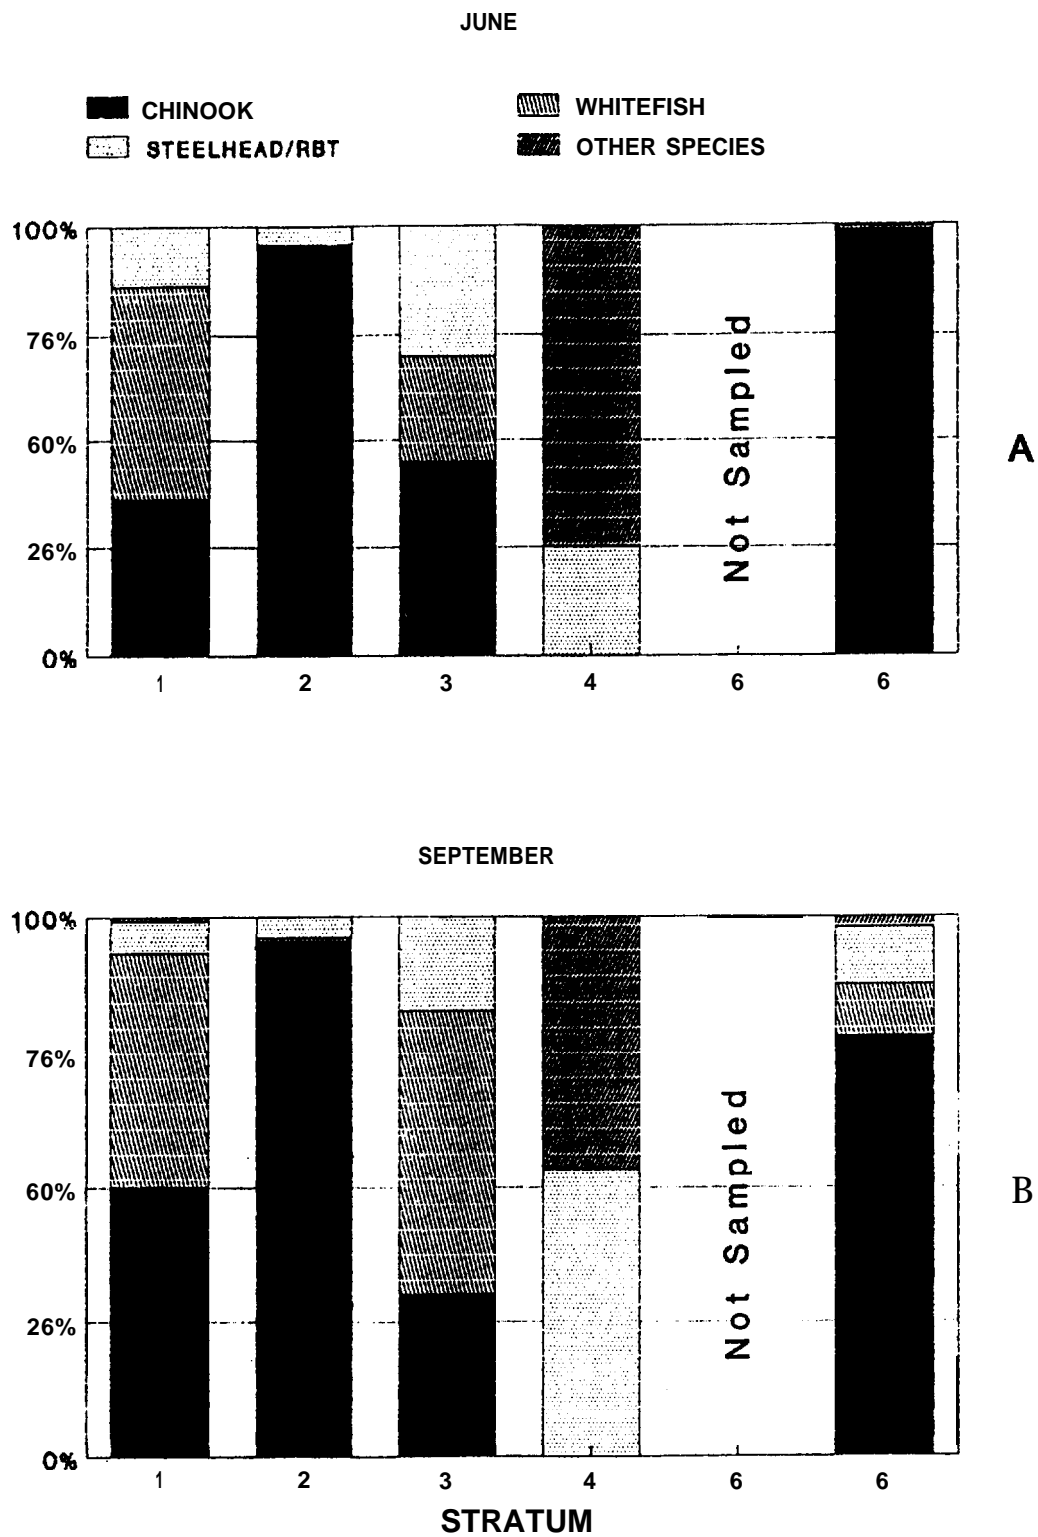 JUNE
CHINOOK
WHITEFISH
STEELHEAD/RBT
OTHER SPECIES
100%
76%
60%
26%
0%
Not Sampled
A
1 2 3 4 6 6
SEPTEMBER
100%
76%
60%
26%
0%
Not Sampled
B
1 2 3 4 6 6
STRATUM